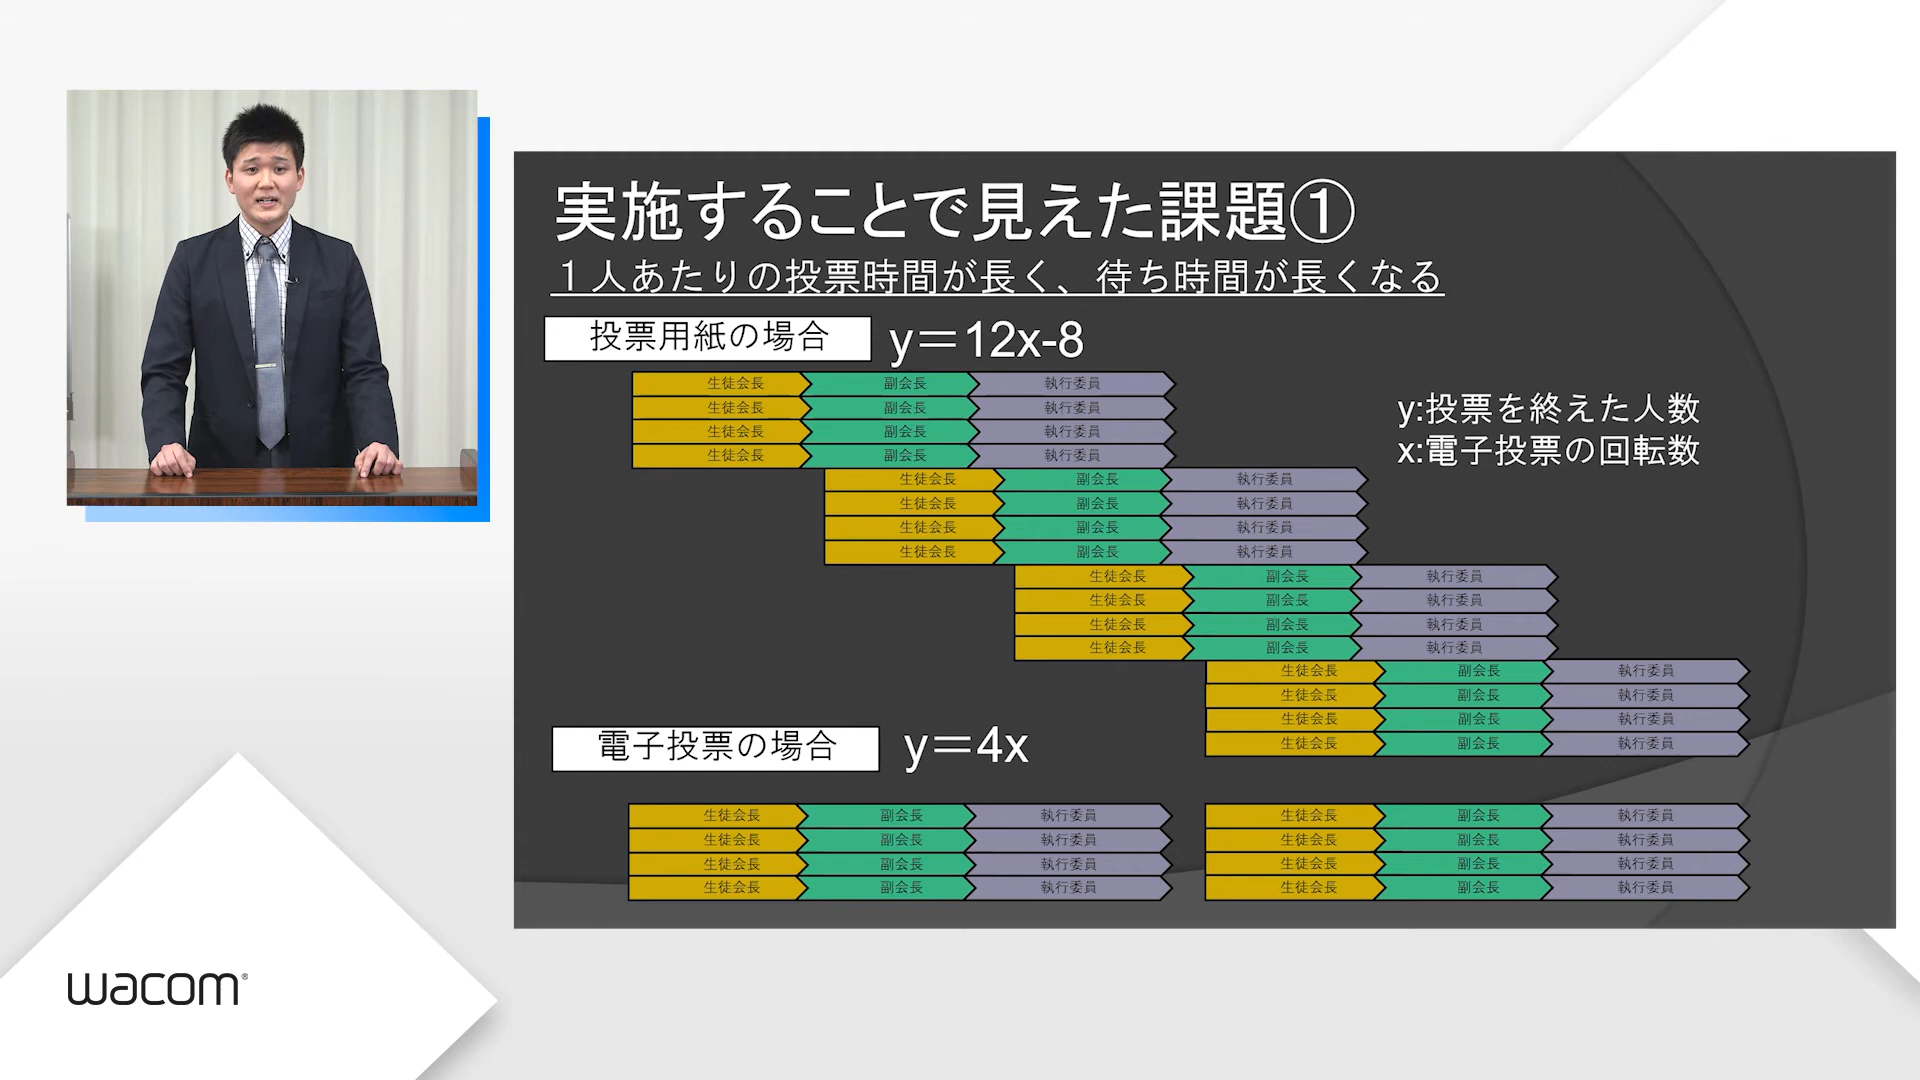 実施することで見えた課題①
１人あたりの投票時間が長く、待ち時間が長くなる
投票用紙の場合 y＝12x-8
生徒会長 副会長 執行委員
生徒会長 副会長 執行委員
y:投票を終えた人数
生徒会長 副会長 執行委員
x:電子投票の回転数
生徒会長 副会長 執行委員
生徒会長 副会長 執行委員
生徒会長 副会長 執行委員
生徒会長 副会長 執行委員
生徒会長 副会長 執行委員
生徒会長 副会長 執行委員
生徒会長 副会長 執行委員
生徒会長 副会長 執行委員
生徒会長 副会長 執行委員
生徒会長 副会長 執行委員
生徒会長 副会長 執行委員
生徒会長 副会長 執行委員
生徒会長 副会長 執行委員
電子投票の場合 y＝4x
生徒会長 副会長 執行委員 生徒会長 副会長 執行委員
生徒会長 副会長 執行委員 生徒会長 副会長 執行委員
生徒会長 副会長 執行委員 生徒会長 副会長 執行委員
生徒会長 副会長 執行委員 生徒会長 副会長 執行委員
wacom®